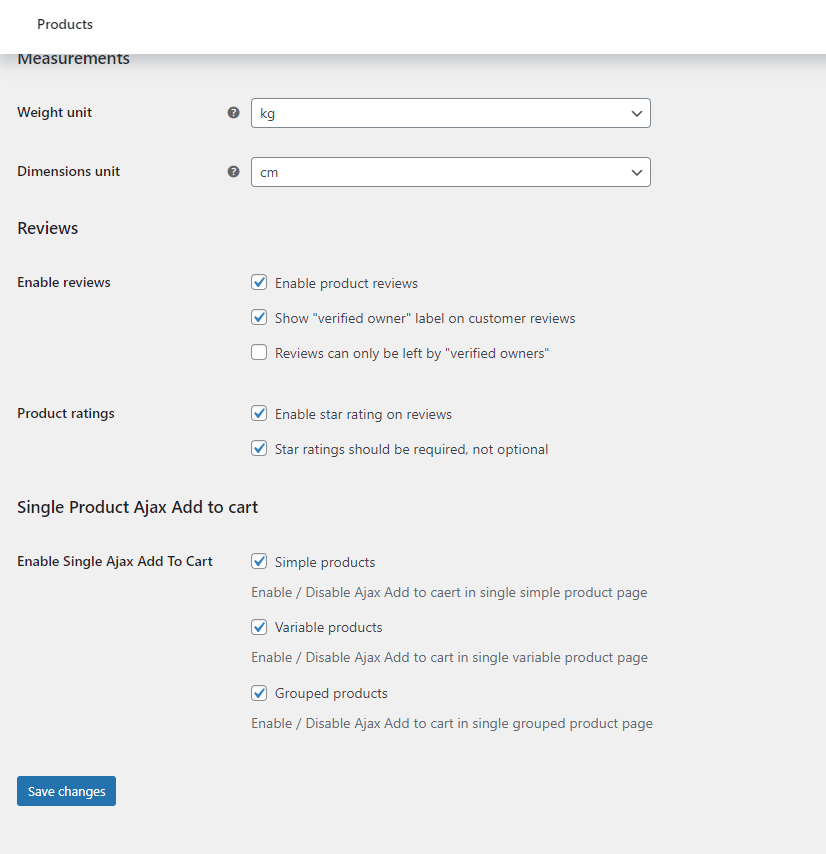 Products
Measurements
Weight unit
?
kg
Dimensions unit
?
cm
Reviews
Enable reviews
Enable product reviews
Show "verified owner" label on customer reviews
Reviews can only be left by "verified owners"
Product ratings
Enable star rating on reviews
Star ratings should be required, not optional
Single Product Ajax Add to cart
Enable Single Ajax Add To Cart
Simple products
Enable / Disable Ajax Add to caert in single simple product page
Variable products
Enable / Disable Ajax Add to cart in single variable product page
Grouped products
Enable / Disable Ajax Add to cart in single grouped product page
Save changes